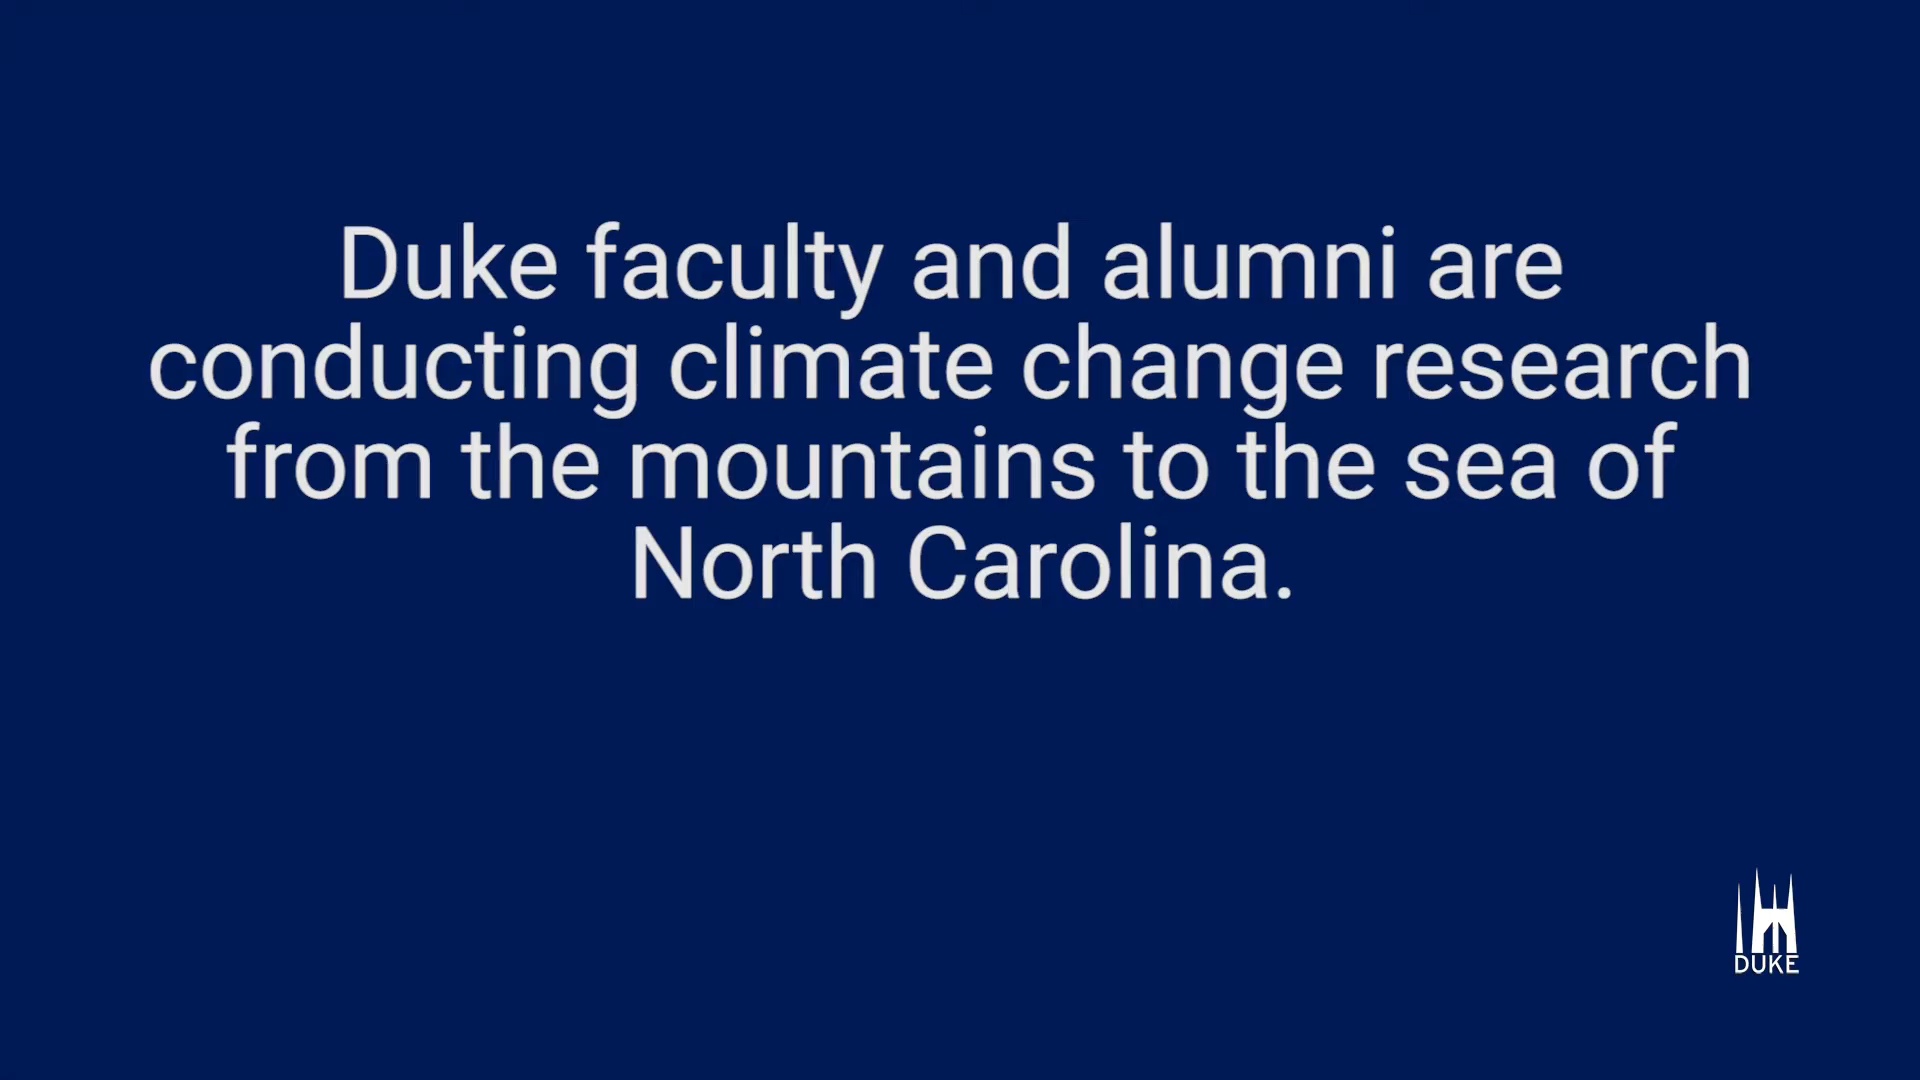 Duke faculty and alumni are
conducting climate change research
from the mountains to the sea of
North Carolina.
DUKE